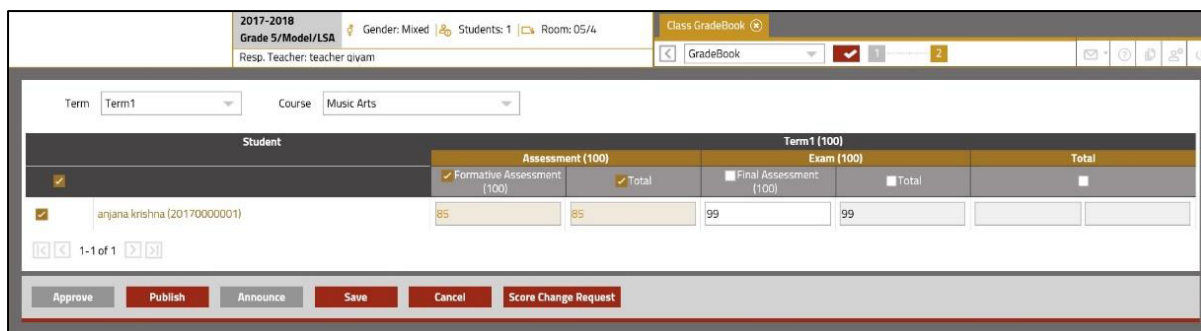 2017-2018
Grade 5/Model/LSA
Gender: Mixed Students: 1 Room: 05/4
Resp. Teacher: teacher qivam
Class GradeBook
GradeBook 1 2
Term Term1 Course Music Arts
Student Term1 (100)
Assessment (100) Exam (100) Total
Formative Assessment (100) Total Final Assessment (100) Total
anjana krishna (20170000001) 85 85 99 99
1-1 of 1
Approve Publish Announce Save Cancel Score Change Request